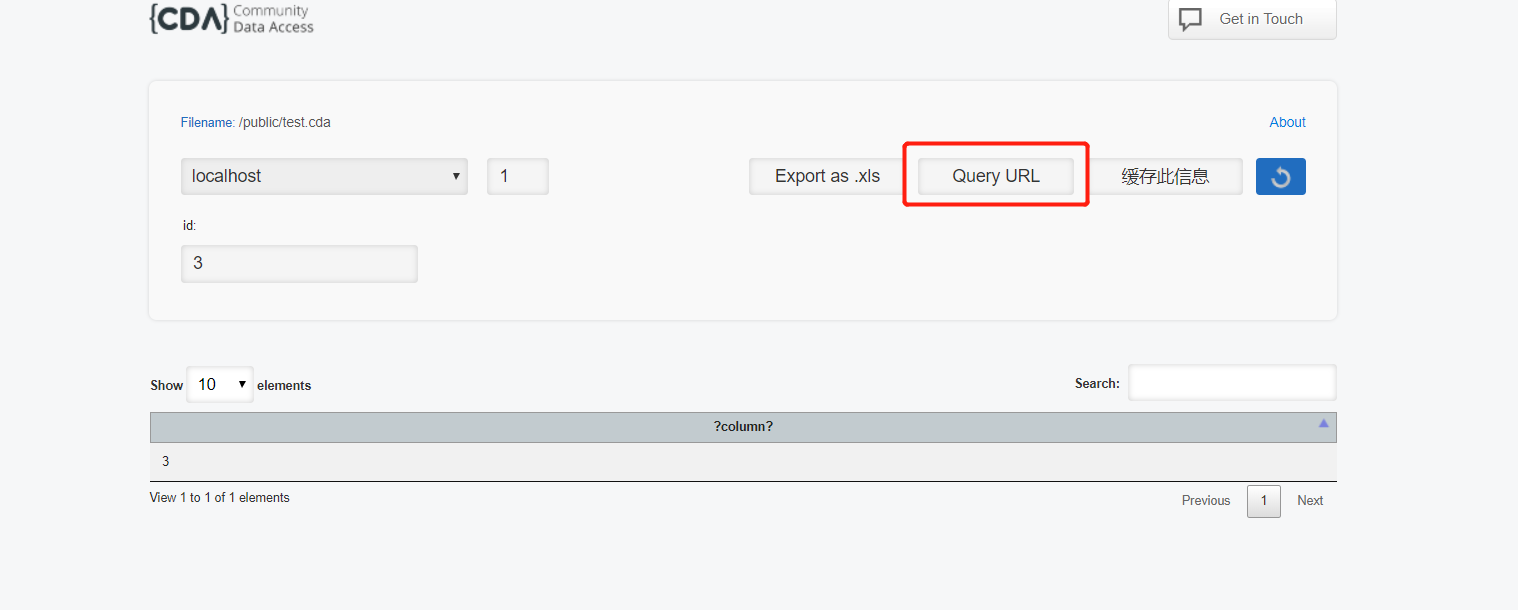 {CDA} Community
Data Access
Get in Touch
Filename: /public/test.cda
About
localhost
1
Export as .xls
Query URL
缓存此信息
id:
3
Show 10 elements
Search:
?column?
3
View 1 to 1 of 1 elements
Previous 1 Next